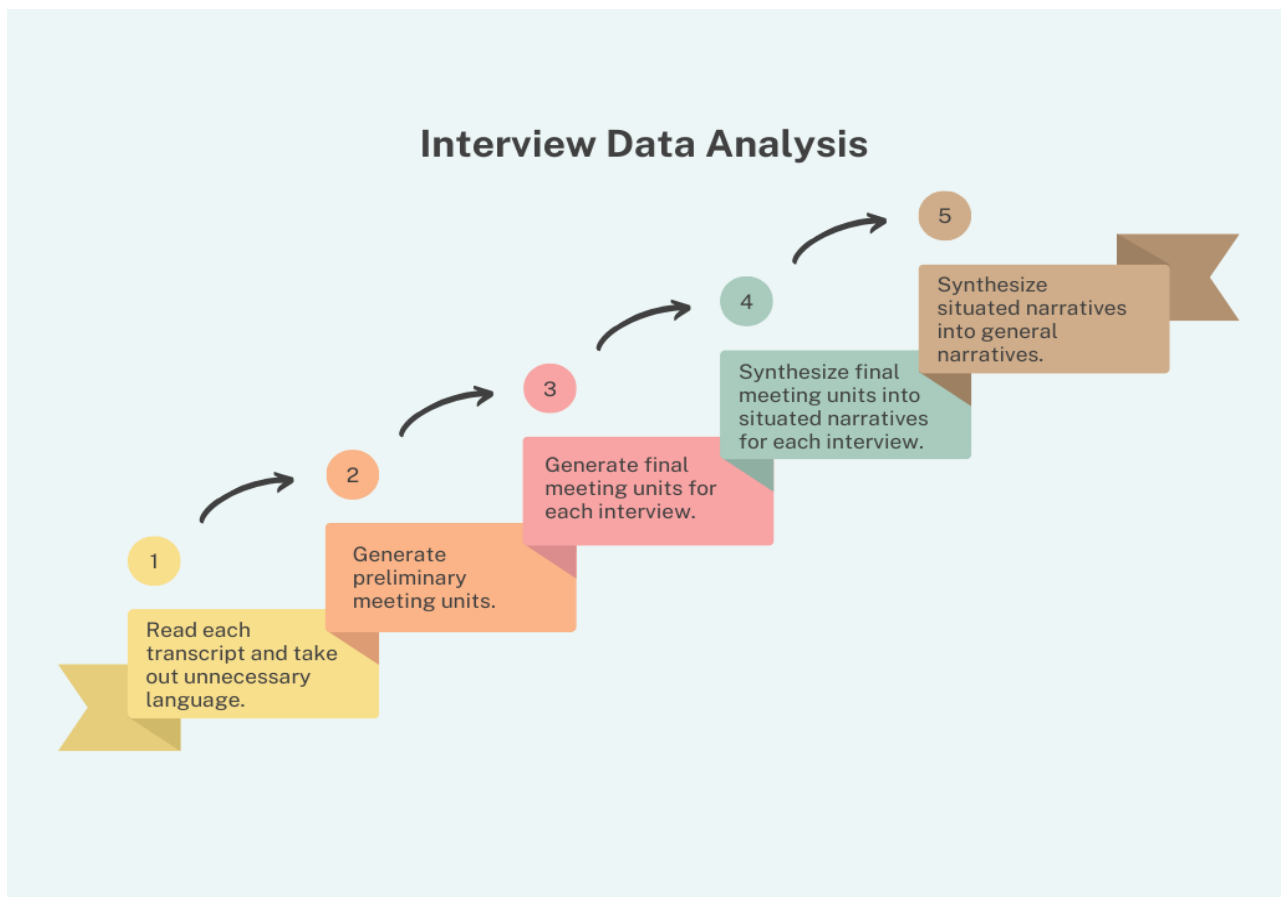 Interview Data Analysis
5
Synthesize
situated narratives
into general
narratives.
4
Synthesize final
meeting units into
situated narratives
for each interview.
3
Generate final
meeting units for
each interview.
2
Generate
preliminary
meeting units.
1
Read each
transcript and take
out unnecessary
language.